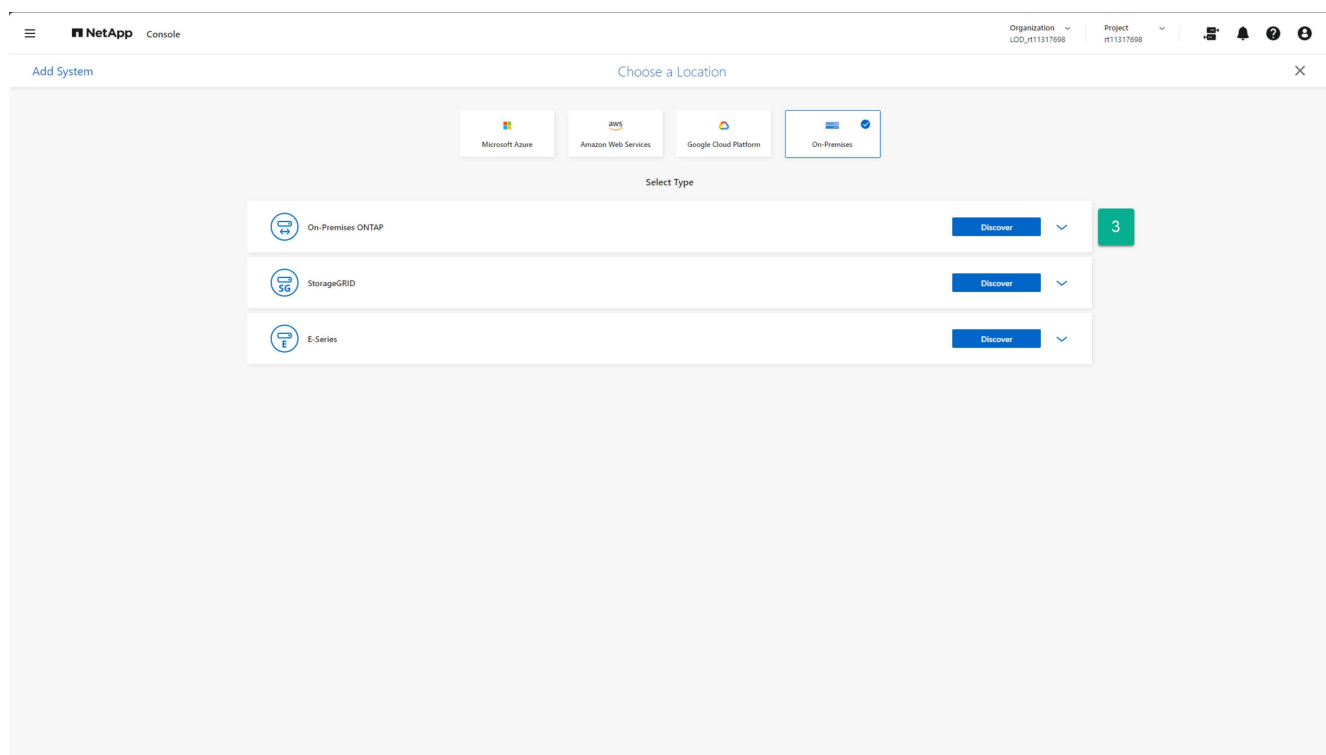 NetApp Console
Organization
LOD_rt11317698
Project
rt11317698
Add System
Choose a Location
Microsoft Azure
aws
Amazon Web Services
Google Cloud Platform
On-Premises
Select Type
On-Premises ONTAP
Discover
3
SG
StorageGRID
Discover
E
E-Series
Discover